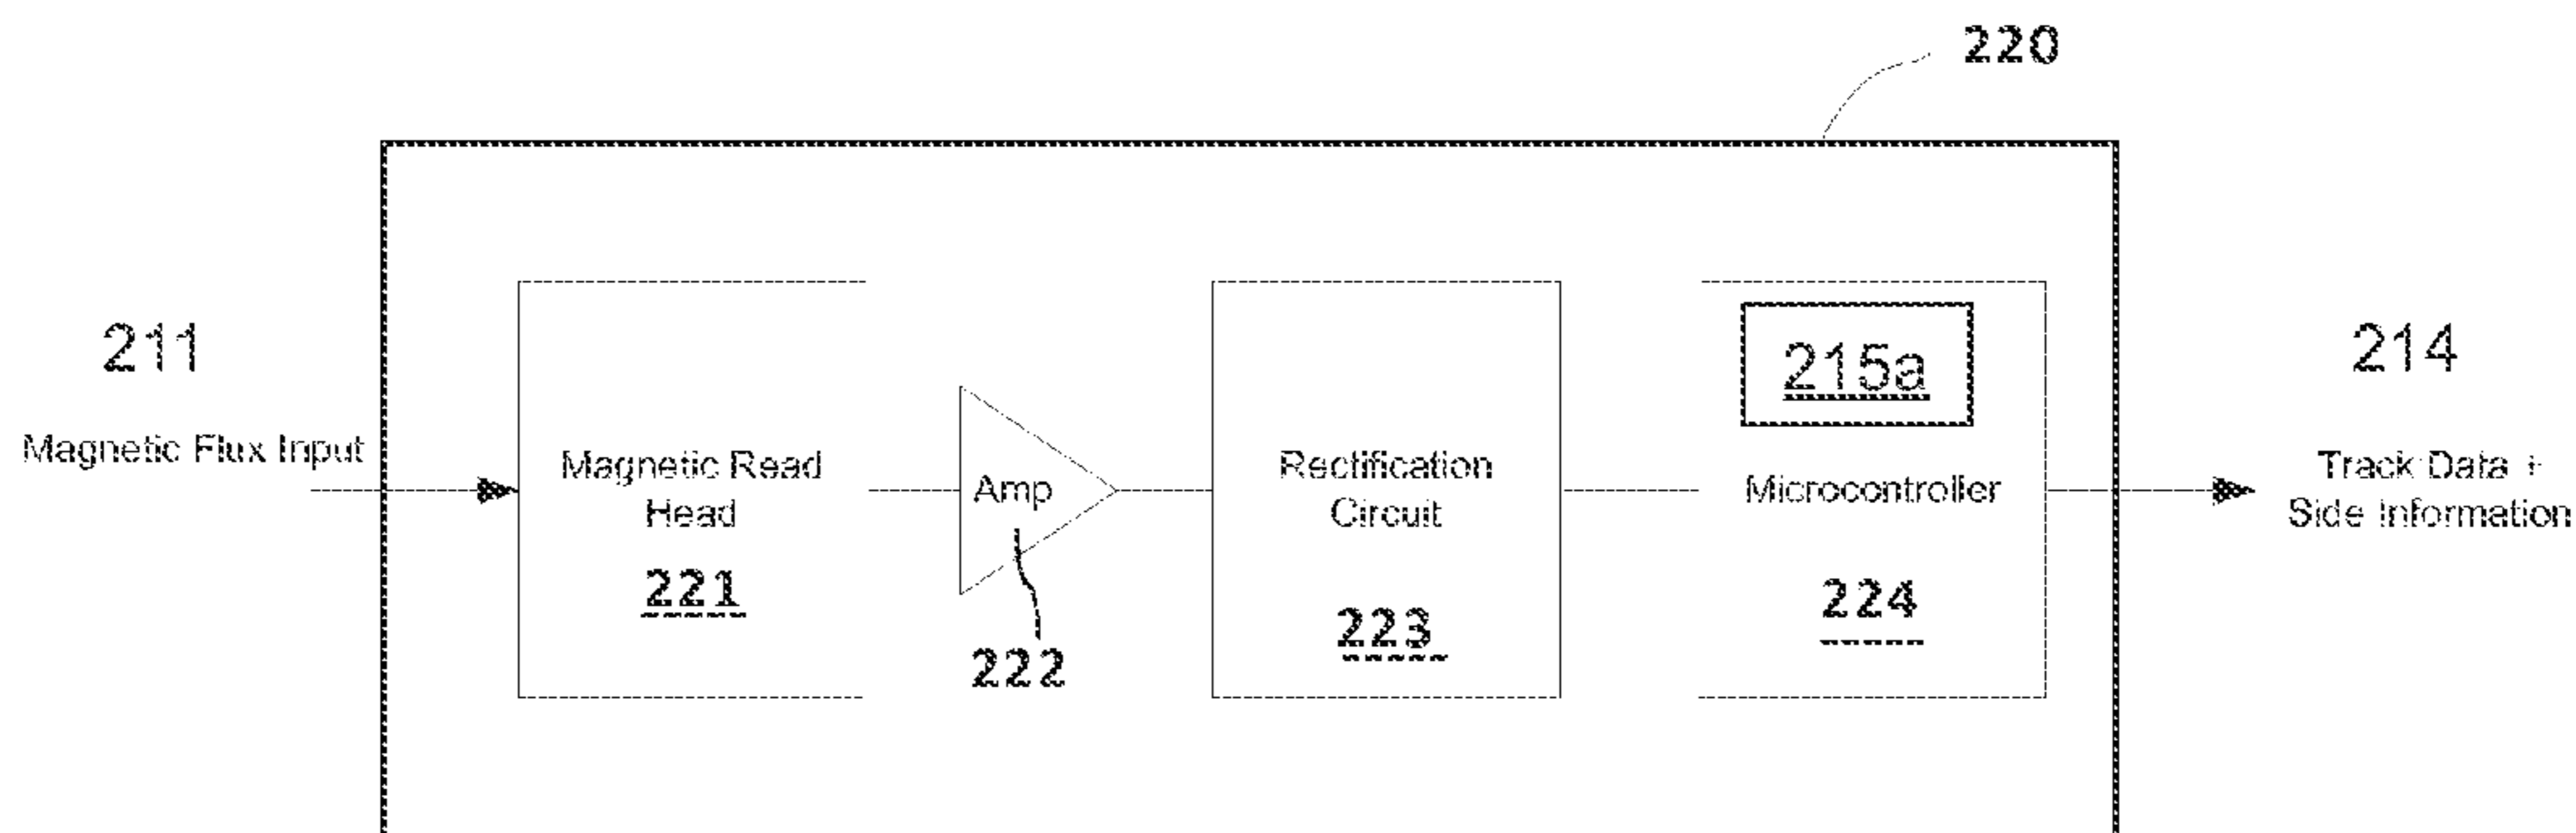 220
211
Magnetic Flux Input
Magnetic Read
Head
221
Amp
222
Rectification
Circuit
223
215a
Microcontroller
224
214
Track Data +
Side Information